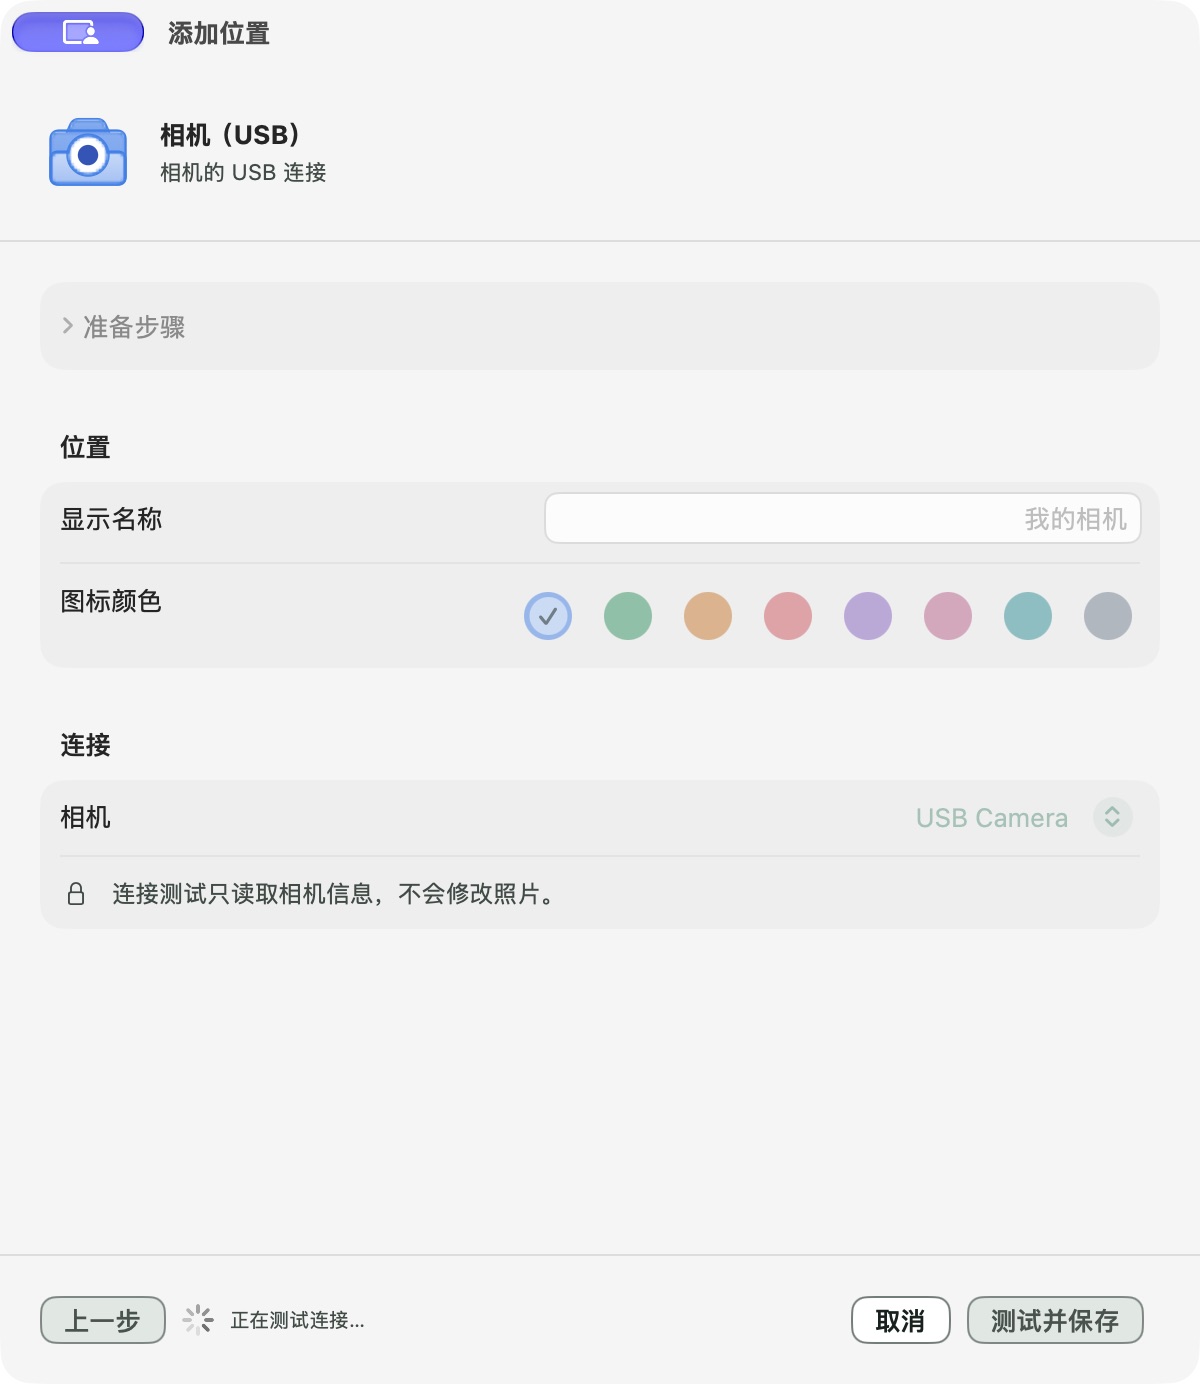 添加位置
相机（USB）
相机的 USB 连接
准备步骤
位置
显示名称
我的相机
图标颜色
连接
相机
USB Camera
连接测试只读取相机信息，不会修改照片。
上一步
正在测试连接...
取消
测试并保存